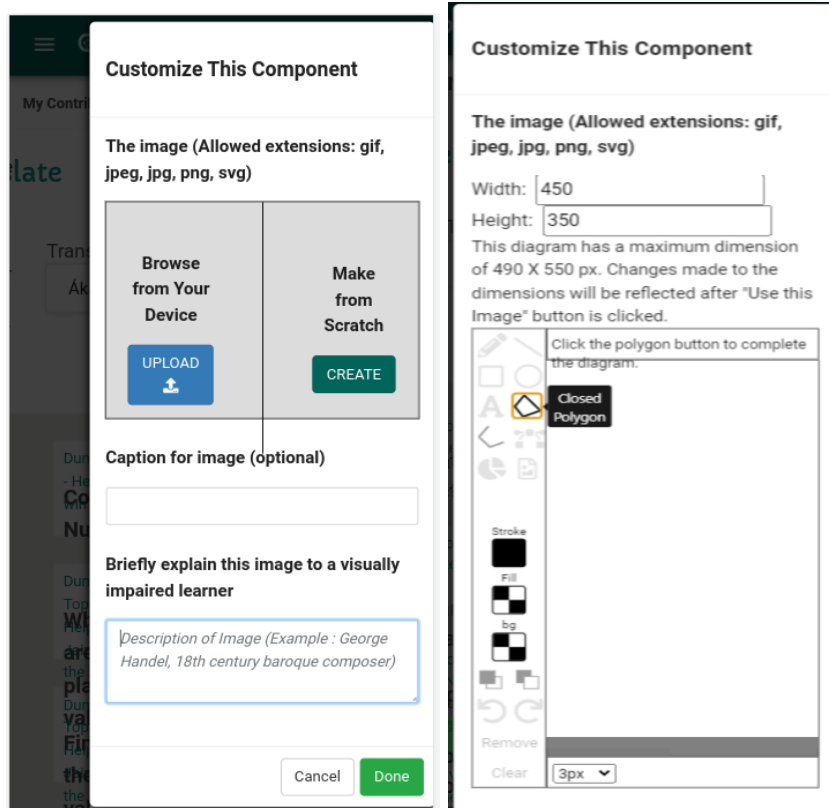 My Contri
late
Trans
Ák
Customize This Component
The image (Allowed extensions: gif,
jpeg, jpg, png, svg)
Browse
from Your
Device
UPLOAD
Make
from
Scratch
CREATE
Caption for image (optional)
Briefly explain this image to a visually
impaired learner
Description of Image (Example : George
Handel, 18th century baroque composer)
Cancel
Done
Customize This Component
The image (Allowed extensions: gif,
jpeg, jpg, png, svg)
Width: 450
Height: 350
This diagram has a maximum dimension
of 490 X 550 px. Changes made to the
dimensions will be reflected after "Use this
Image" button is clicked.
Click the polygon button to complete
the diagram.
A
Closed
Polygon
Stroke
Fill
bg
Remove
Clear
3px